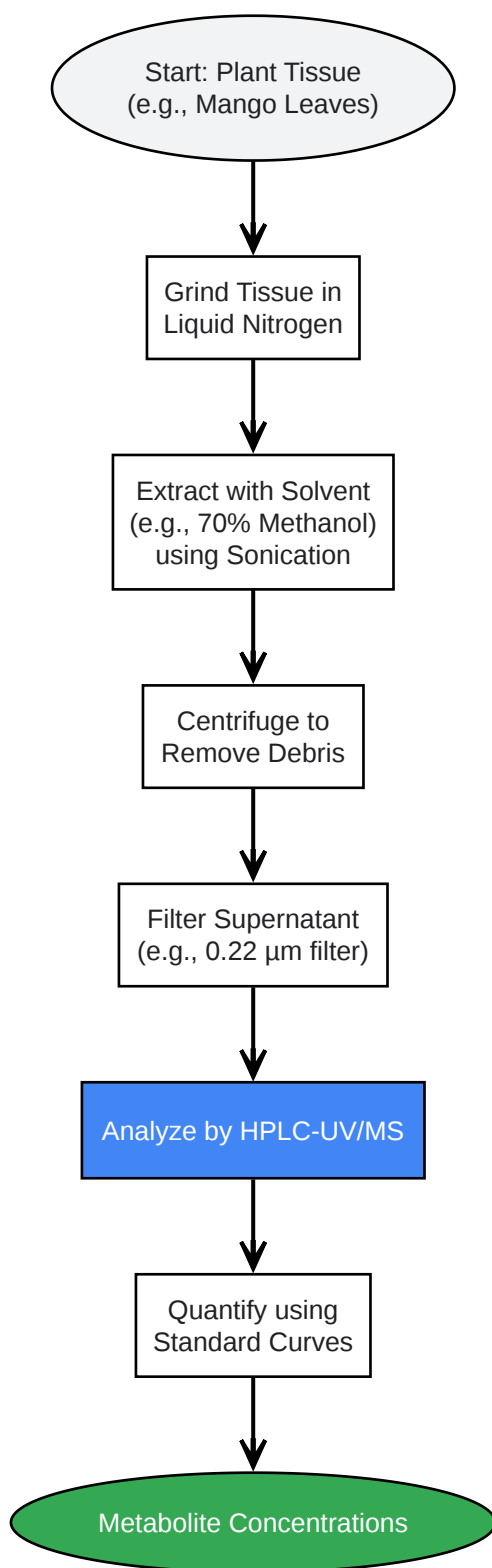 Start: Plant Tissue
(e.g., Mango Leaves)
Grind Tissue in
Liquid Nitrogen
Extract with Solvent
(e.g., 70% Methanol)
using Sonication
Centrifuge to
Remove Debris
Filter Supernatant
(e.g., 0.22 µm filter)
Analyze by HPLC-UV/MS
Quantify using
Standard Curves
Metabolite Concentrations